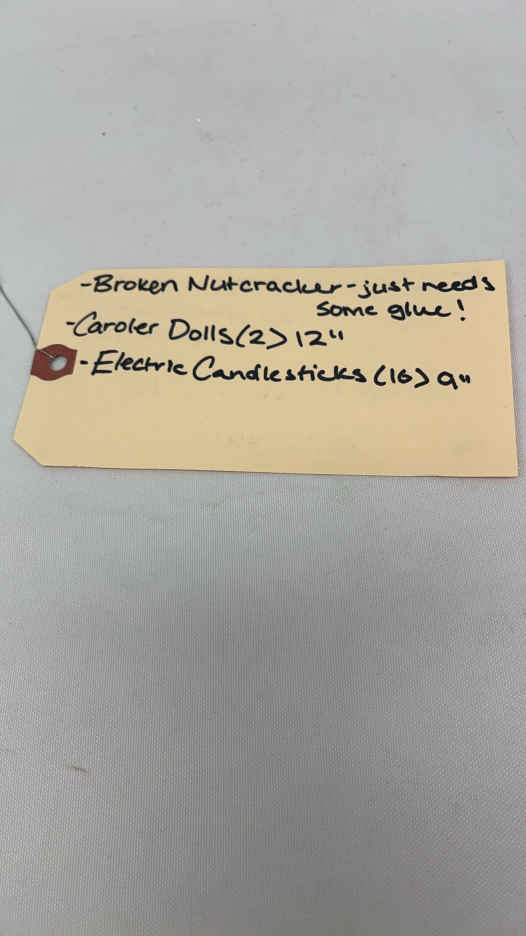 -Broken Nutcracker-just needs
some glue!
-Caroler Dolls(2) 12"
-Electric Candlesticks (16) 9"